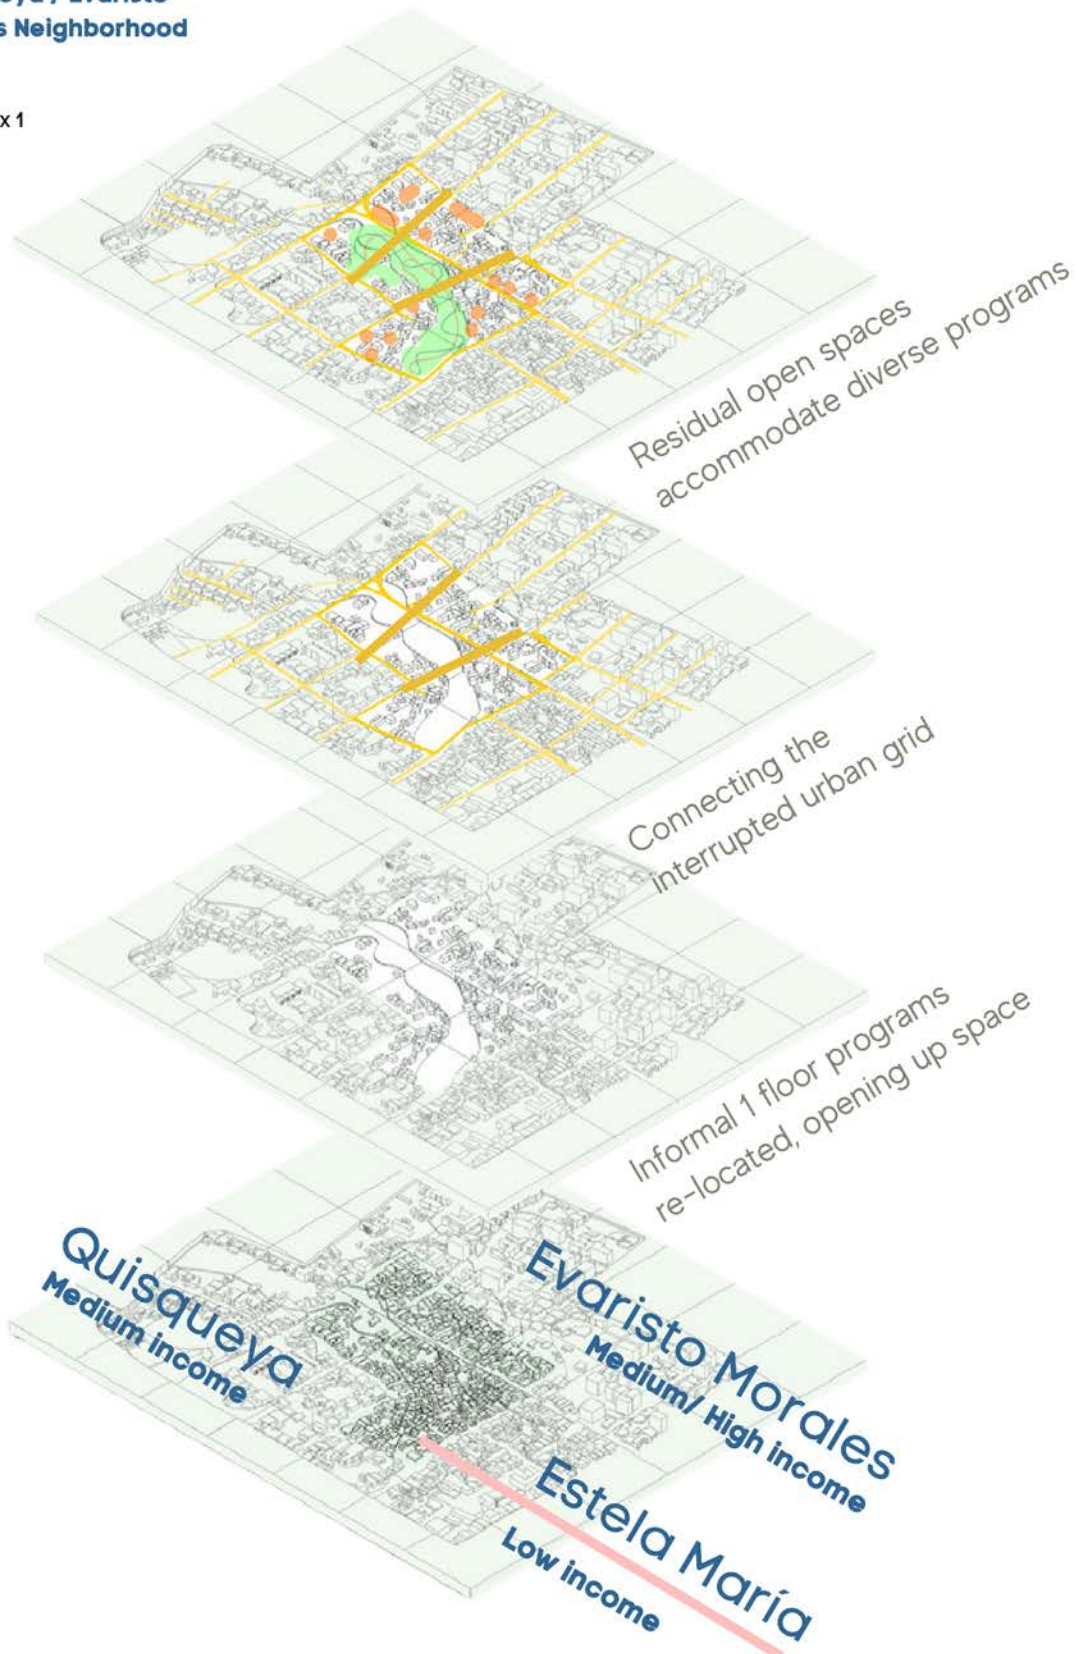 s Neighborhood
x 1
Residual open spaces
accommodate diverse programs
Connecting the
interrupted urban grid
Informal 1 floor programs
re-located, opening up space
Quisqueya
Medium income
Evaristo Morales
Medium/ High income
Estela María
Low income